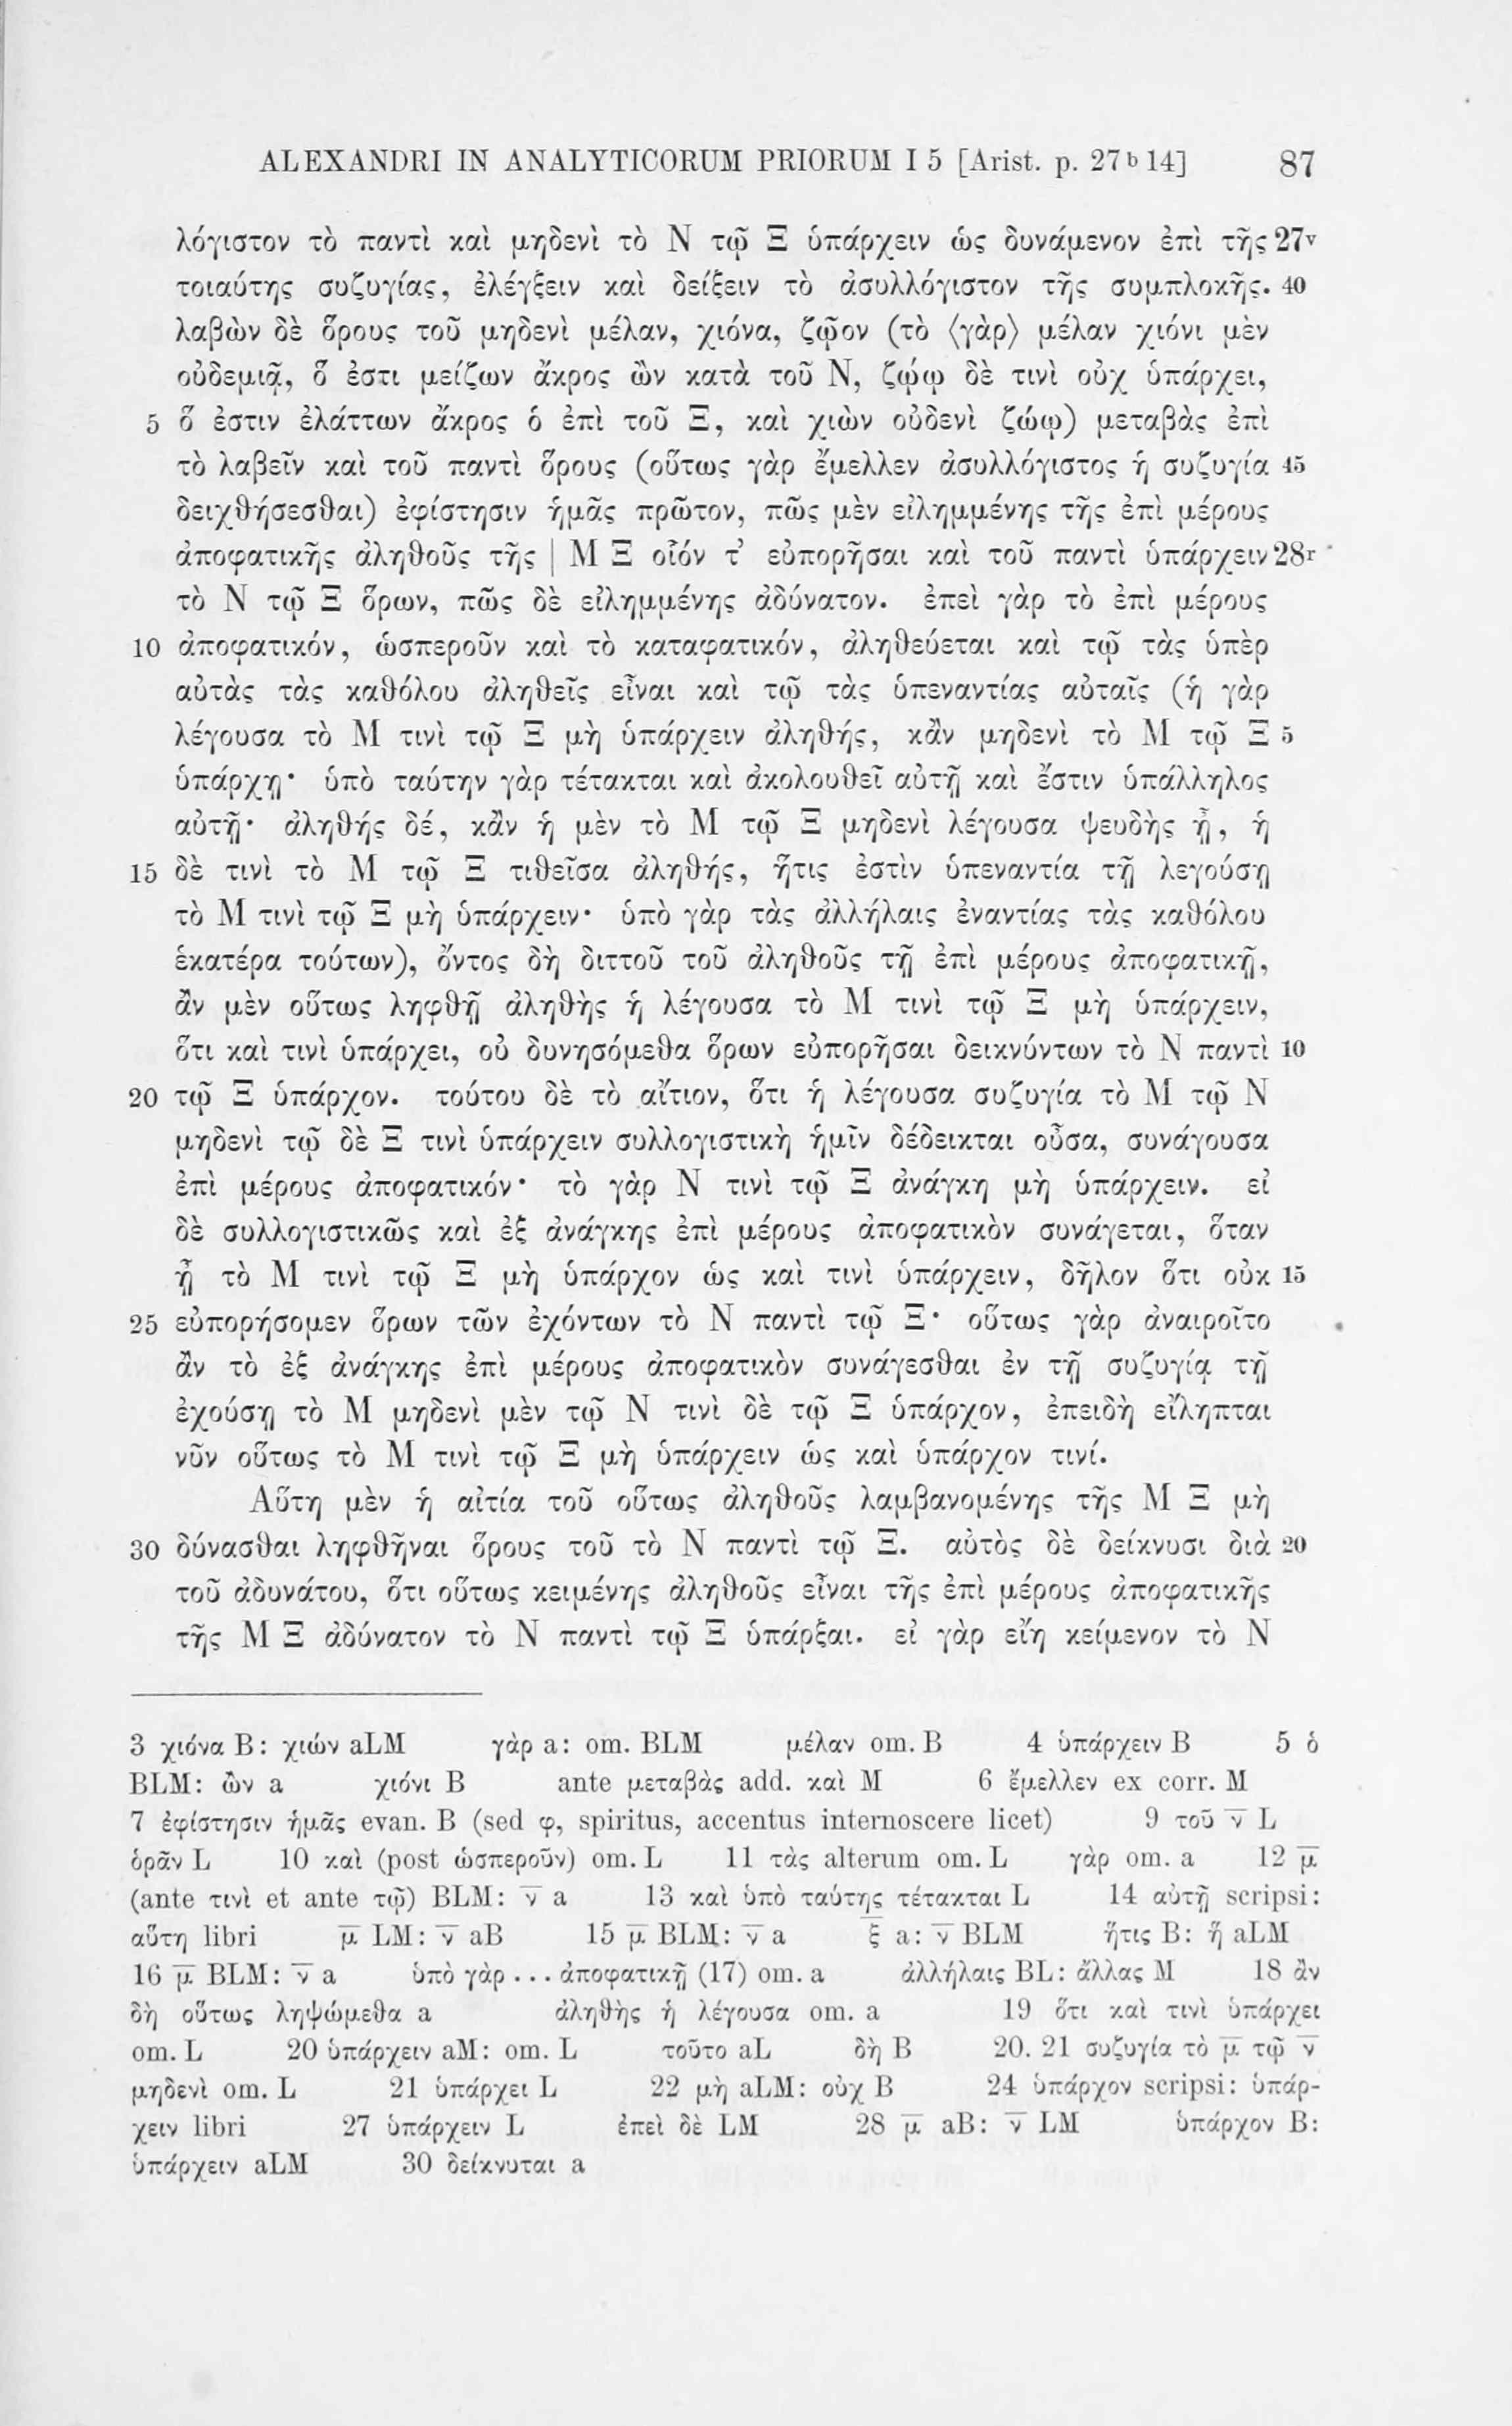 ALEXANDRI IN ANALYTICORUM PRIORUM I 5 [Arist. p. 27ᵇ14] 87
λόγιστον τὸ παντὶ καὶ μηδενὶ τὸ Ν τῷ Ξ ὑπάρχειν ὡς δυνάμενον ἐπὶ τῆς 27ᵛ
τοιαύτης συζυγίας, ἐλέγξειν καὶ δείξειν τὸ ἀσυλλόγιστον τῆς συμπλοκῆς. 40
λαβὼν δὲ ὅρους τοῦ μηδενὶ μέλαν, χιόνα, ζῷον (τὸ ⟨γὰρ⟩ μέλαν χιόνι μὲν
οὐδεμιᾷ, ὅ ἐστι μείζων ἄκρος ὢν κατὰ τοῦ Ν, ζῴῳ δὲ τινὶ οὐχ ὑπάρχει,
5 ὅ ἐστιν ἐλάττων ἄκρος ὁ ἐπὶ τοῦ Ξ, καὶ χιὼν οὐδενὶ ζώῳ) μεταβὰς ἐπὶ
τὸ λαβεῖν καὶ τοῦ παντὶ ὅρους (οὕτως γὰρ ἔμελλεν ἀσυλλόγιστος ἡ συζυγία 45
δειχθήσεσθαι) ἐφίστησιν ἡμᾶς πρῶτον, πῶς μὲν εἰλημμένης τῆς ἐπὶ μέρους
ἀποφατικῆς ἀληθοῦς τῆς | Μ Ξ οἷόν τ’ εὐπορῆσαι καὶ τοῦ παντὶ ὑπάρχειν 28ʳ
τὸ Ν τῷ Ξ ὅρων, πῶς δὲ εἰλημμένης ἀδύνατον. ἐπεὶ γὰρ τὸ ἐπὶ μέρους
10 ἀποφατικόν, ὡσπεροῦν καὶ τὸ καταφατικόν, ἀληθεύεται καὶ τῷ τὰς ὑπὲρ
αὐτὰς τὰς καθόλου ἀληθεῖς εἶναι καὶ τῷ τὰς ὑπεναντίας αὐταῖς (ἡ γὰρ
λέγουσα τὸ Μ τινὶ τῷ Ξ μὴ ὑπάρχειν ἀληθής, κἂν μηδενὶ τὸ Μ τῷ Ξ 5
ὑπάρχῃ· ὑπὸ ταύτην γὰρ τέτακται καὶ ἀκολουθεῖ αὐτῇ καὶ ἔστιν ὑπάλληλος
αὐτῇ· ἀληθής δέ, κἂν ἡ μὲν τὸ Μ τῷ Ξ μηδενὶ λέγουσα ψευδὴς ᾖ, ἡ
15 δὲ τινὶ τὸ Μ τῷ Ξ τιθεῖσα ἀληθής, ἥτις ἐστὶν ὑπεναντία τῇ λεγούσῃ
τὸ Μ τινὶ τῷ Ξ μὴ ὑπάρχειν· ὑπὸ γὰρ τὰς ἀλλήλαις ἐναντίας τὰς καθόλου
ἑκατέρα τούτων), ὄντος δὴ διττοῦ τοῦ ἀληθοῦς τῇ ἐπὶ μέρους ἀποφατικῇ,
ἂν μὲν οὕτως ληφθῇ ἀληθὴς ἡ λέγουσα τὸ Μ τινὶ τῷ Ξ μὴ ὑπάρχειν,
ὅτι καὶ τινὶ ὑπάρχει, οὐ δυνησόμεθα ὅρων εὐπορῆσαι δεικνύντων τὸ Ν παντὶ 10
20 τῷ Ξ ὑπάρχον. τούτου δὲ τὸ αἴτιον, ὅτι ἡ λέγουσα συζυγία τὸ Μ τῷ Ν
μηδενὶ τῷ δὲ Ξ τινὶ ὑπάρχειν συλλογιστικὴ ἡμῖν δέδεικται οὖσα, συνάγουσα
ἐπὶ μέρους ἀποφατικόν· τὸ γὰρ Ν τινὶ τῷ Ξ ἀνάγκη μὴ ὑπάρχειν. εἰ
δὲ συλλογιστικῶς καὶ ἐξ ἀνάγκης ἐπὶ μέρους ἀποφατικὸν συνάγεται, ὅταν
ᾖ τὸ Μ τινὶ τῷ Ξ μὴ ὑπάρχον ὡς καὶ τινὶ ὑπάρχειν, δῆλον ὅτι οὐκ 15
25 εὐπορήσομεν ὅρων τῶν ἐχόντων τὸ Ν παντὶ τῷ Ξ· οὕτως γὰρ ἀναιροῖτο
ἂν τὸ ἐξ ἀνάγκης ἐπὶ μέρους ἀποφατικὸν συνάγεσθαι ἐν τῇ συζυγίᾳ τῇ
ἐχούσῃ τὸ Μ μηδενὶ μὲν τῷ Ν τινὶ δὲ τῷ Ξ ὑπάρχον, ἐπειδὴ εἴληπται
νῦν οὕτως τὸ Μ τινὶ τῷ Ξ μὴ ὑπάρχειν ὡς καὶ ὑπάρχον τινί.
Αὕτη μὲν ἡ αἰτία τοῦ οὕτως ἀληθοῦς λαμβανομένης τῆς Μ Ξ μὴ
30 δύνασθαι ληφθῆναι ὅρους τοῦ τὸ Ν παντὶ τῷ Ξ. αὐτὸς δὲ δείκνυσι διὰ 20
τοῦ ἀδυνάτου, ὅτι οὕτως κειμένης ἀληθοῦς εἶναι τῆς ἐπὶ μέρους ἀποφατικῆς
τῆς Μ Ξ ἀδύνατον τὸ Ν παντὶ τῷ Ξ ὑπάρξαι. εἰ γὰρ εἴη κείμενον τὸ Ν
3 χιόνα B: χιών aLM γὰρ a: om. BLM μέλαν om. B 4 ὑπάρχειν B 5 ὁ
BLM: ὢν a χιόνι B ante μεταβὰς add. καὶ M 6 ἔμελλεν ex corr. M
7 ἐφίστησιν ἡμᾶς evan. B (sed φ, spiritus, accentus internoscere licet) 9 τοῦ ν̅ L
ὁρᾶν L 10 καὶ (post ὡσπεροῦν) om. L 11 τὰς alterum om. L γὰρ om. a 12 μ̅
(ante τινὶ et ante τῷ) BLM: ν̅ a 13 καὶ ὑπὸ ταύτης τέτακται L 14 αὐτῇ scripsi:
αὕτη libri μ̅ LM: ν̅ aB 15 μ̅ BLM: ν̅ a ξ̅ a: ν̅ BLM ἥτις B: ἥ aLM
16 μ̅ BLM: ν̅ a ὑπὸ γὰρ ... ἀποφατικῇ (17) om. a ἀλλήλαις BL: ἄλλας M 18 ἂν
δὴ οὕτως ληψώμεθα a ἀληθὴς ἡ λέγουσα om. a 19 ὅτι καὶ τινὶ ὑπάρχει
om. L 20 ὑπάρχειν aM: om. L τοῦτο aL δὴ B 20. 21 συζυγία τὸ μ̅ τῷ ν̅
μηδενὶ om. L 21 ὑπάρχει L 22 μὴ aLM: οὐχ B 24 ὑπάρχον scripsi: ὑπάρ-
χειν libri 27 ὑπάρχειν L ἐπεὶ δὲ LM 28 μ̅ aB: ν̅ LM ὑπάρχον B:
ὑπάρχειν aLM 30 δείκνυται a